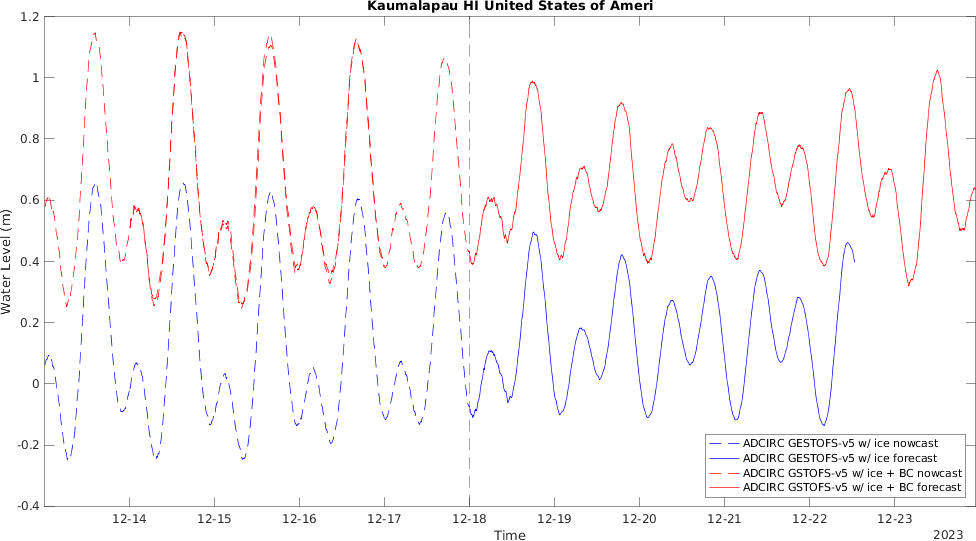 Kaumalapau HI United States of Ameri
1.2
1
0.8
0.6
0.4
0.2
0
-0.2
-0.4
Water Level (m)
12-14
12-15
12-16
12-17
12-18
12-19
12-20
12-21
12-22
12-23
Time
2023
ADCIRC GESTOFS-v5 w/ ice nowcast
ADCIRC GESTOFS-v5 w/ ice forecast
ADCIRC GSTOFS-v5 w/ ice + BC nowcast
ADCIRC GSTOFS-v5 w/ ice + BC forecast